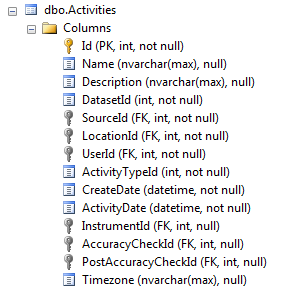 dbo.Activities
Columns
Id (PK, int, not null)
Name (nvarchar(max), null)
Description (nvarchar(max), null)
DatasetId (int, not null)
SourceId (FK, int, not null)
LocationId (FK, int, not null)
UserId (FK, int, not null)
ActivityTypeId (int, not null)
CreateDate (datetime, not null)
ActivityDate (datetime, not null)
InstrumentId (FK, int, null)
AccuracyCheckId (FK, int, null)
PostAccuracyCheckId (FK, int, null)
Timezone (nvarchar(max), null)